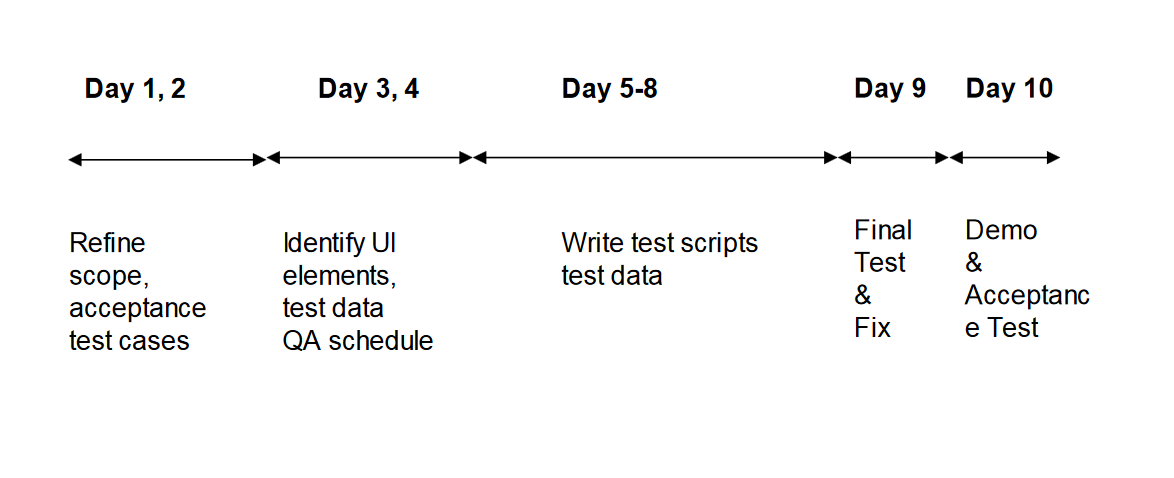 Day 1, 2
Day 3, 4
Day 5-8
Day 9
Day 10
Refine
scope,
acceptance
test cases
Identify UI
elements,
test data
QA schedule
Write test scripts
test data
Final
Test
&
Fix
Demo
&
Acceptanc
e Test